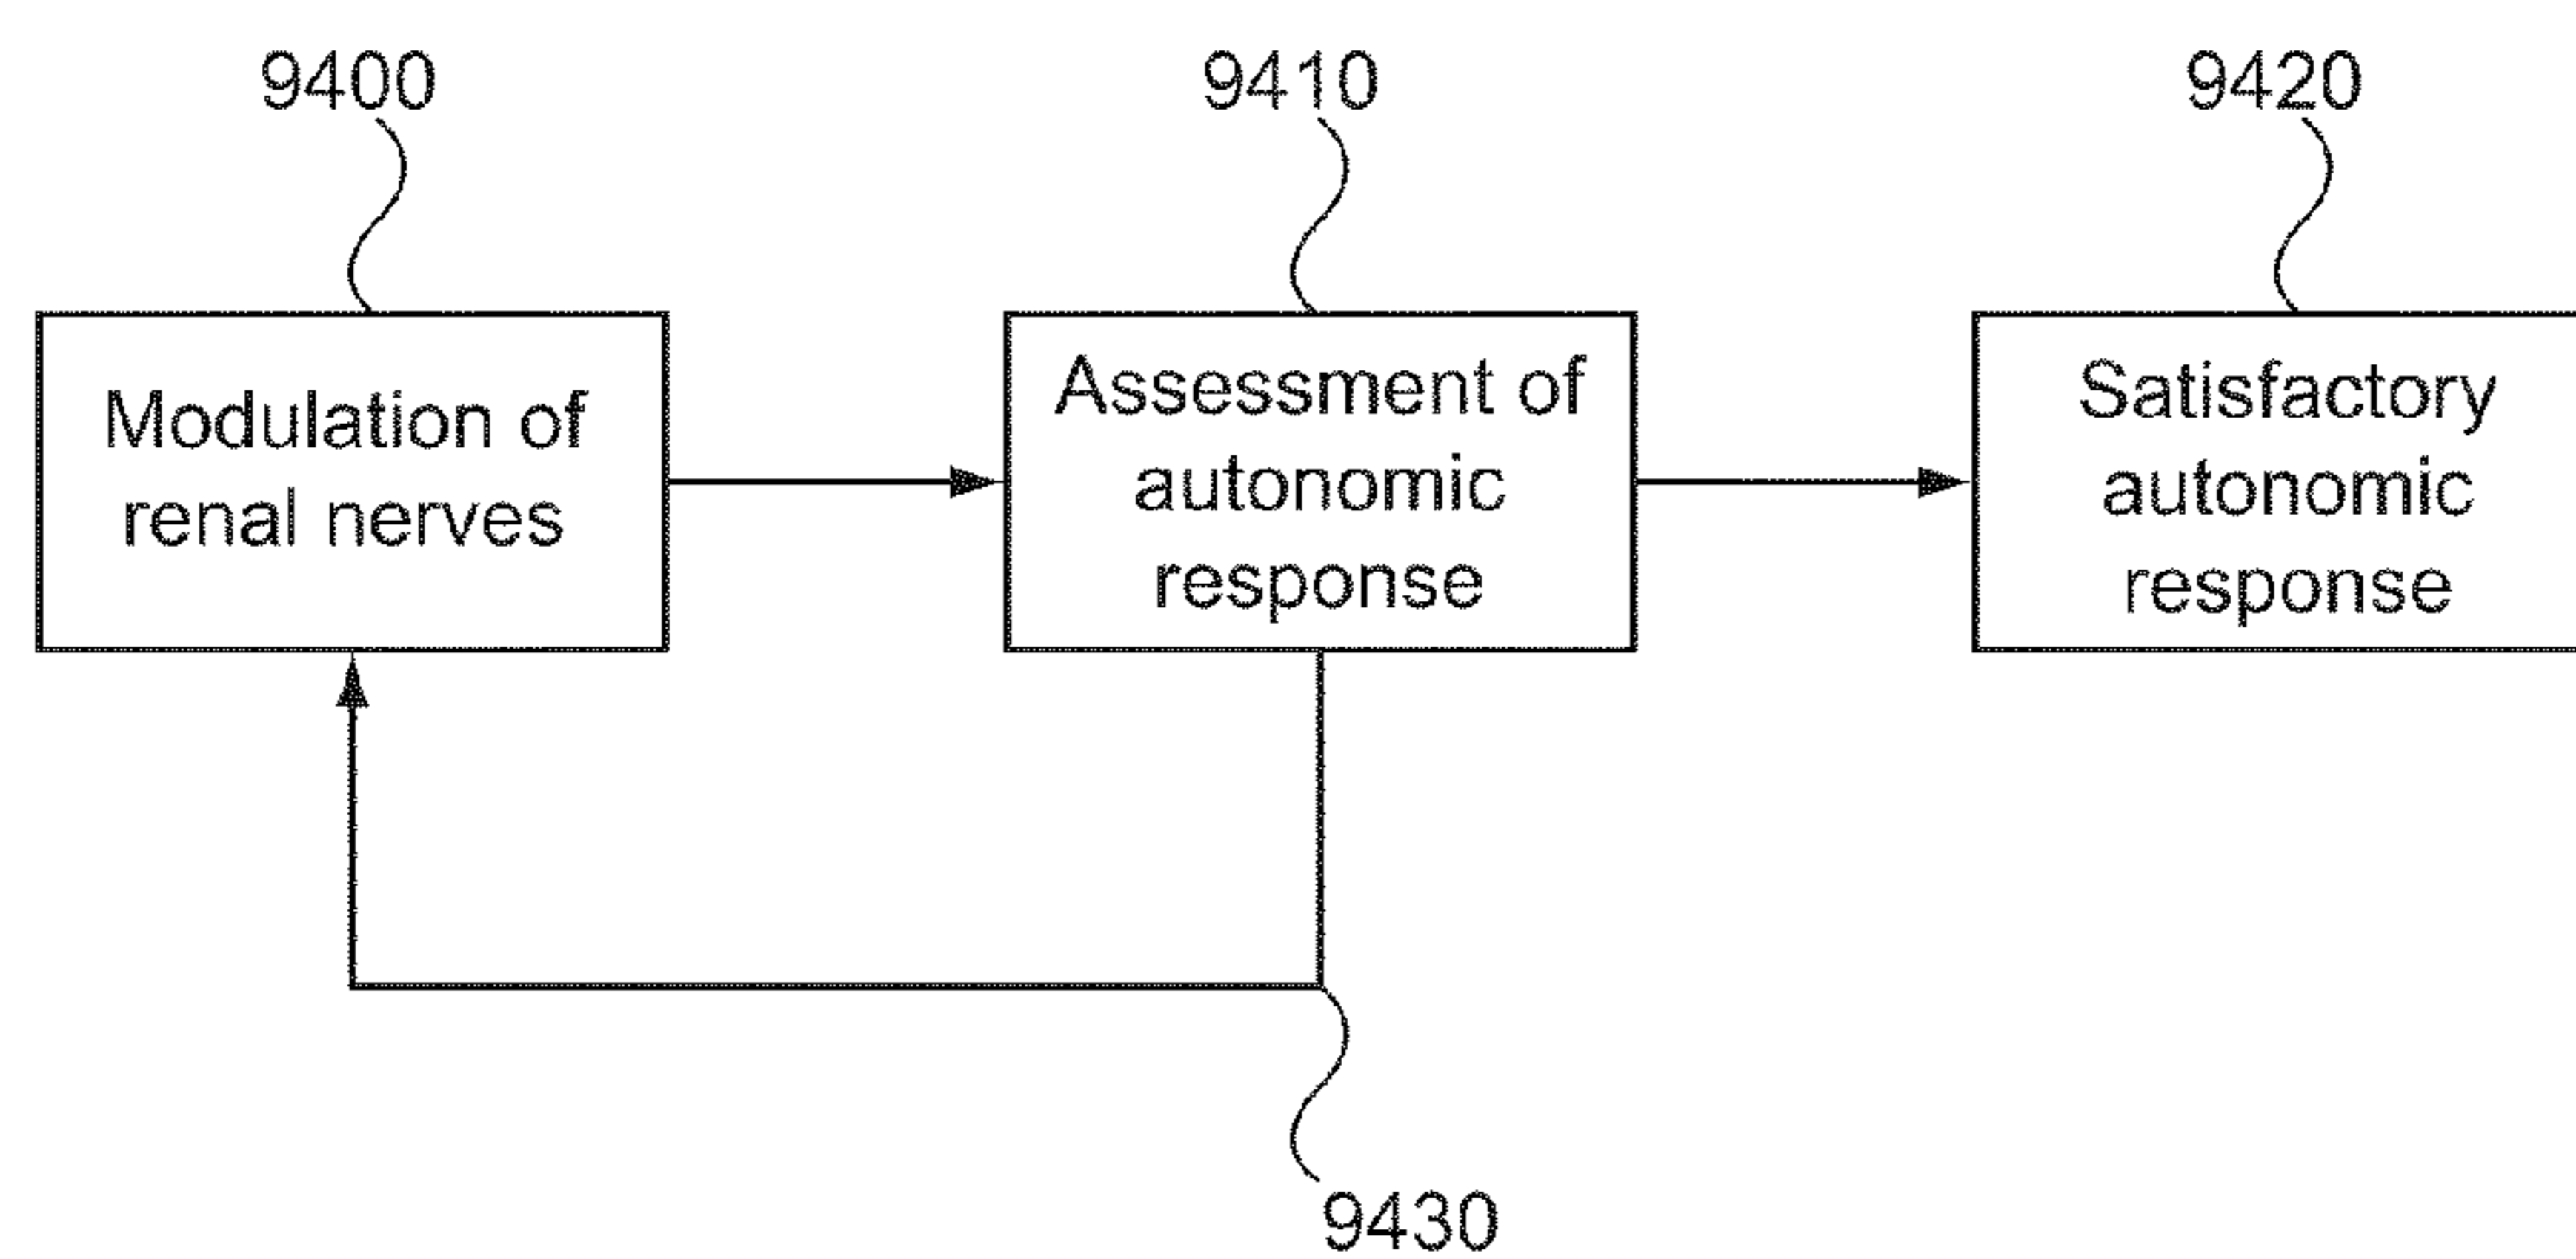 9400
9410
9420
Modulation of
renal nerves
Assessment of
autonomic
response
Satisfactory
autonomic
response
9430